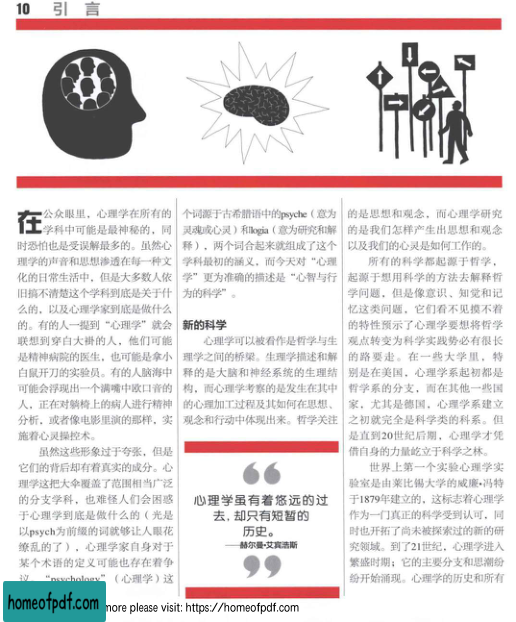 10 引 言
在公众眼里，心理学在所有的
学科中可能是最神秘的，同
时恐怕也是受误解最多的。虽然心
理学的声音和思想渗透在每一种文
化的日常生活中，但是大多数人依
旧搞不清楚这个学科到底是关于什
么的，以及心理学家到底是做什么
的。有的人一提到“心理学”就会
联想到穿白大褂的人，他们可能
是精神病院的医生，也可能是拿小
白鼠开刀的实验员。有的人脑海中
可能会浮现出一个满嘴中欧口音的
人，正在对躺椅上的病人进行精神
分析，或者像电影里演的那样，实
施着心灵操控术。
虽然这些形象过于夸张，但是
它们的背后却有着真实的成分。心
理学这把大伞覆盖了范围相当广泛
的分支学科，也难怪人们会困惑
于心理学到底是做什么的（光是
以psych为前缀的词就够让人眼花
缭乱的了），心理学家自身对于
某个术语的定义可能也存在着争
议。“psychology”（心理学）这
个词源于古希腊语中的psyche（意为
灵魂或心灵）和logia（意为研究和解
释），两个词合起来就组成了这个
学科最初的涵义，而今天对“心理
学”更为准确的描述是“心智与行
为的科学”。
新的科学
心理学可以被看作是哲学与生
理学之间的桥梁。生理学描述和解
释的是大脑和神经系统的生理结
构，而心理学考察的是发生在其中
的心理加工过程及其如何在思想、
观念和行动中体现出来。哲学关注
心理学虽有着悠远的过
去，却只有短暂的
历史。
——赫尔曼·艾宾浩斯
的是思想和观念，而心理学研究
的是我们怎样产生出思想和观念
以及我们的心灵是如何工作的。
所有的科学都起源于哲学，
起源于想用科学的方法去解释哲
学问题，但是像意识、知觉和记
忆这类问题，它们看不见摸不着
的特性预示了心理学要想将哲学
观点转变为科学实践势必有很长
的路要走。在一些大学里，特
别是在美国，心理学系起初都是
哲学系的分支，而在其他一些国
家，尤其是德国，心理学系建立
之初就完全是科学类的科系。但
是直到20世纪后期，心理学才凭
借自身的力量屹立于科学之林。
世界上第一个实验心理学实
验室是由莱比锡大学的威廉·冯特
于1879年建立的，这标志着心理学
作为一门真正的科学受到认可，同
时也开拓了尚未被探索过的新的研
究领域。到了21世纪，心理学进入
繁盛时期；它的主要分支和思潮纷
纷开始涌现。心理学的历史和所有
homeofpdf.com
more please visit: https://homeofpdf.com